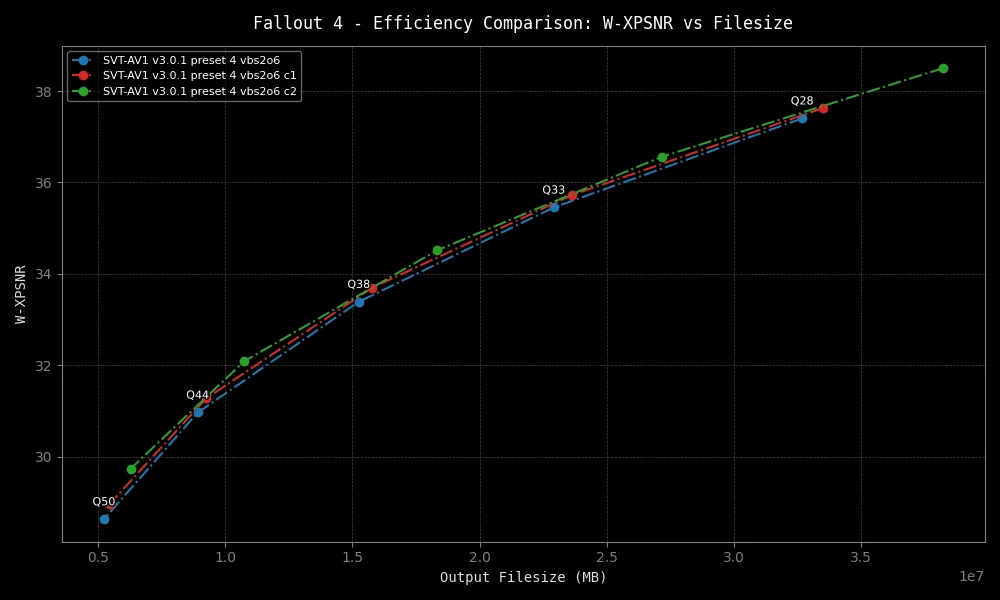 Fallout 4 - Efficiency Comparison: W-XPSNR vs Filesize
SVT-AV1 v3.0.1 preset 4 vbs2o6
SVT-AV1 v3.0.1 preset 4 vbs2o6 c1
SVT-AV1 v3.0.1 preset 4 vbs2o6 c2
W-XPSNR
38
36
34
32
30
Q28
Q33
Q38
Q44
Q50
0.5 1.0 1.5 2.0 2.5 3.0 3.5
1e7
Output Filesize (MB)